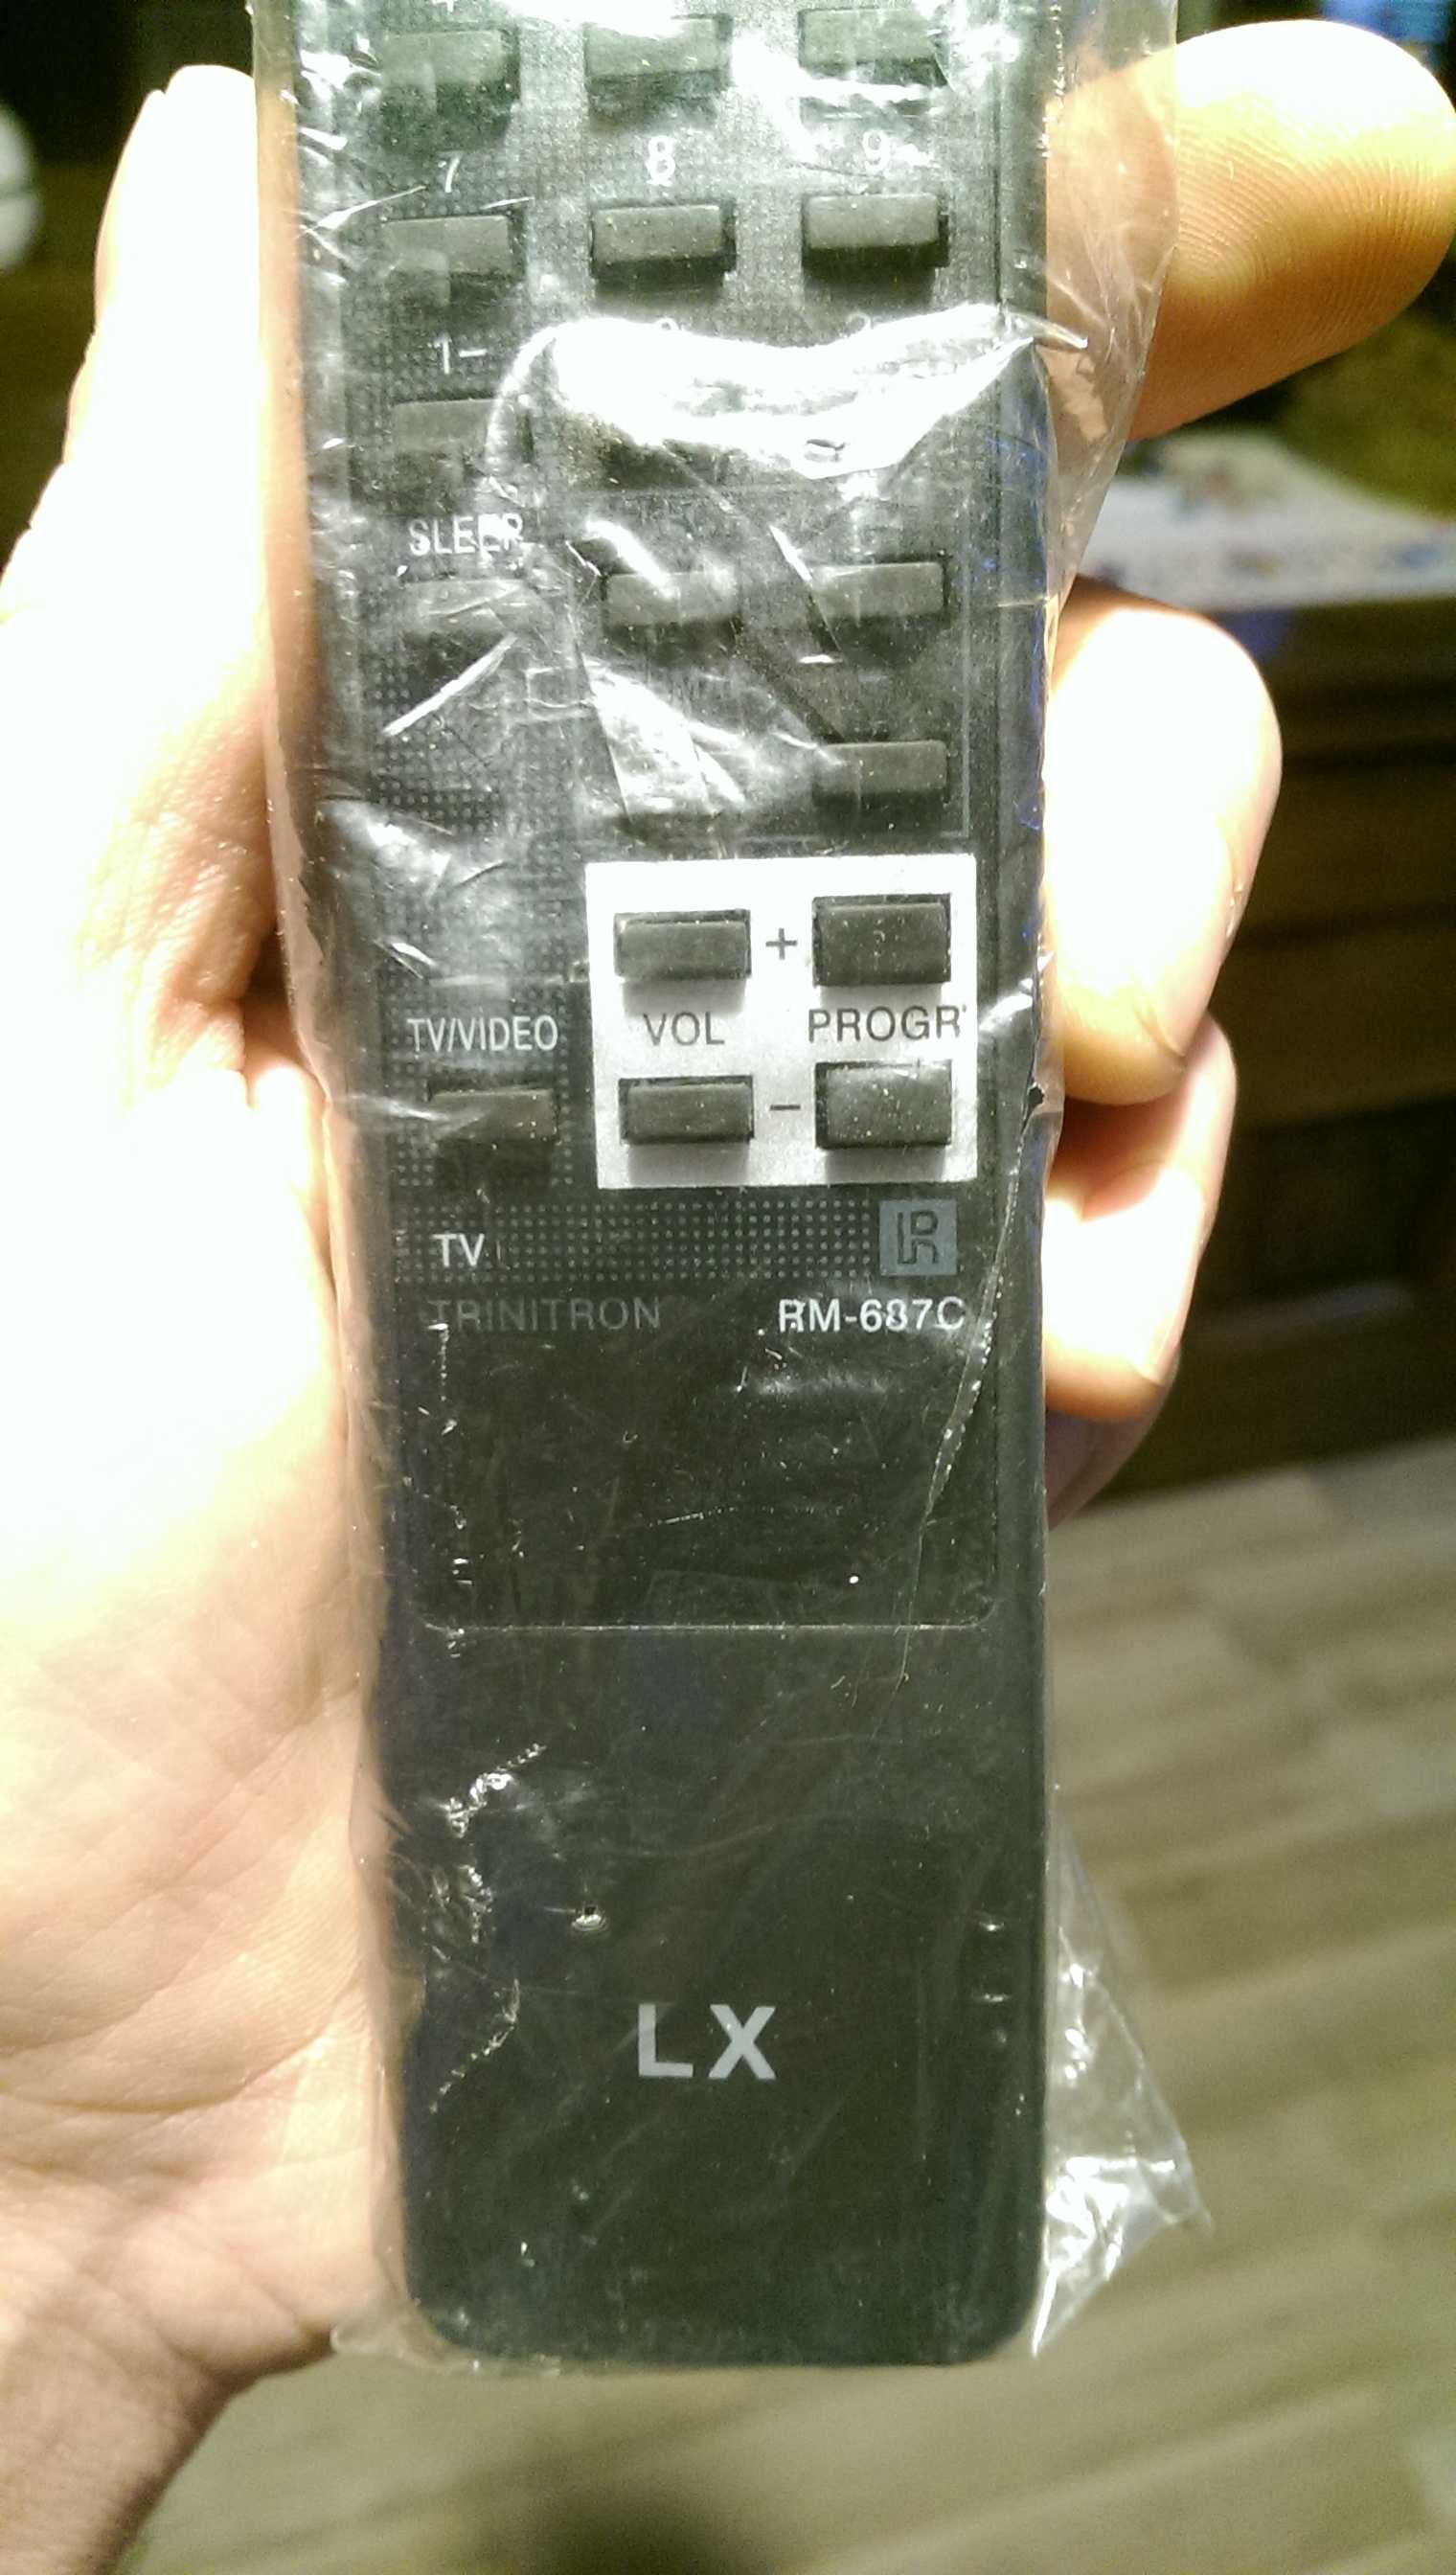 7 8 9
1-
SLEEP
+
TV/VIDEO VOL PROGR
-
TV
TRINITRON RM-687C
LX